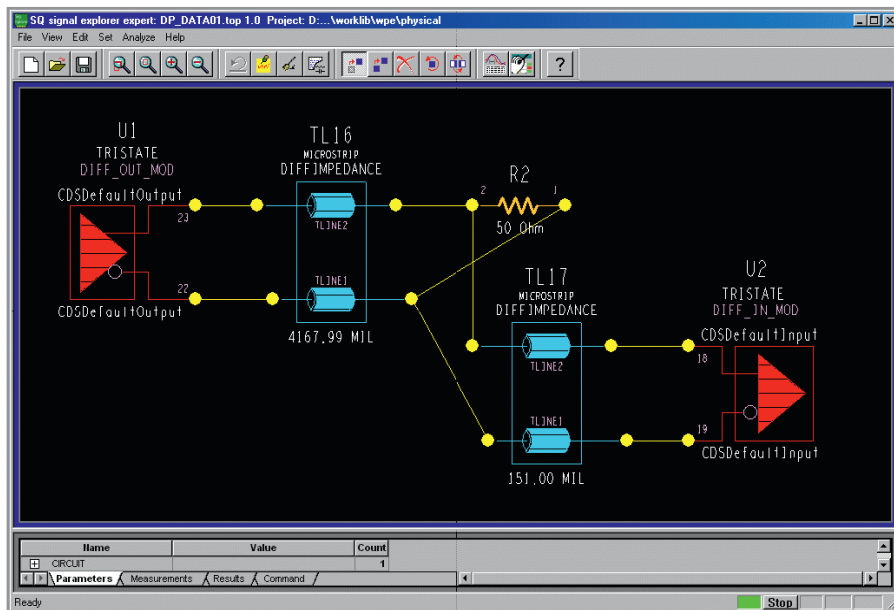 SQ signal explorer expert: DP_DATA01.top 1.0 Project: D:...\worklib\wpe\physical
File View Edit Set Analyze Help
?
U1
TRISTATE
DIFF_OUT_MOD
CDSDefaultOutput
23
22
CDSDefaultOutput
TL16
MICROSTRIP
DIFFIMPEDANCE
TLINE2
TLINE1
4167.99 MIL
R2
2 1
50 Ohm
TL17
MICROSTRIP
DIFFIMPEDANCE
TLINE2
TLINE1
151.00 MIL
U2
TRISTATE
DIFF_IN_MOD
CDSDefaultInput
18
19
CDSDefaultInput
Name Value Count
CIRCUIT 1
Parameters Measurements Results Command
Ready Stop